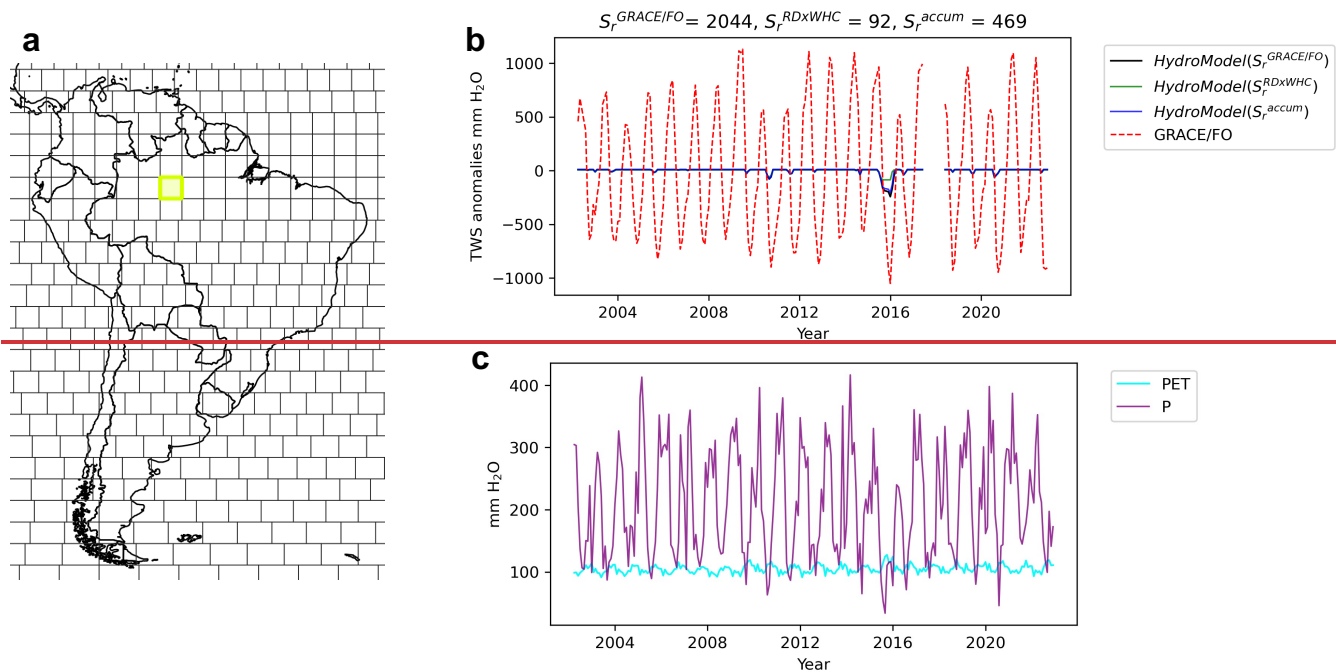 a
b
S_r^GRACE/FO= 2044, S_r^RDxWHC = 92, S_r^accum = 469
TWS anomalies mm H₂O
1000
500
0
−500
−1000
2004
2008
2012
2016
2020
Year
HydroModel(S_r^GRACE/FO)
HydroModel(S_r^RDxWHC)
HydroModel(S_r^accum)
GRACE/FO
c
mm H₂O
400
300
200
100
2004
2008
2012
2016
2020
Year
PET
P